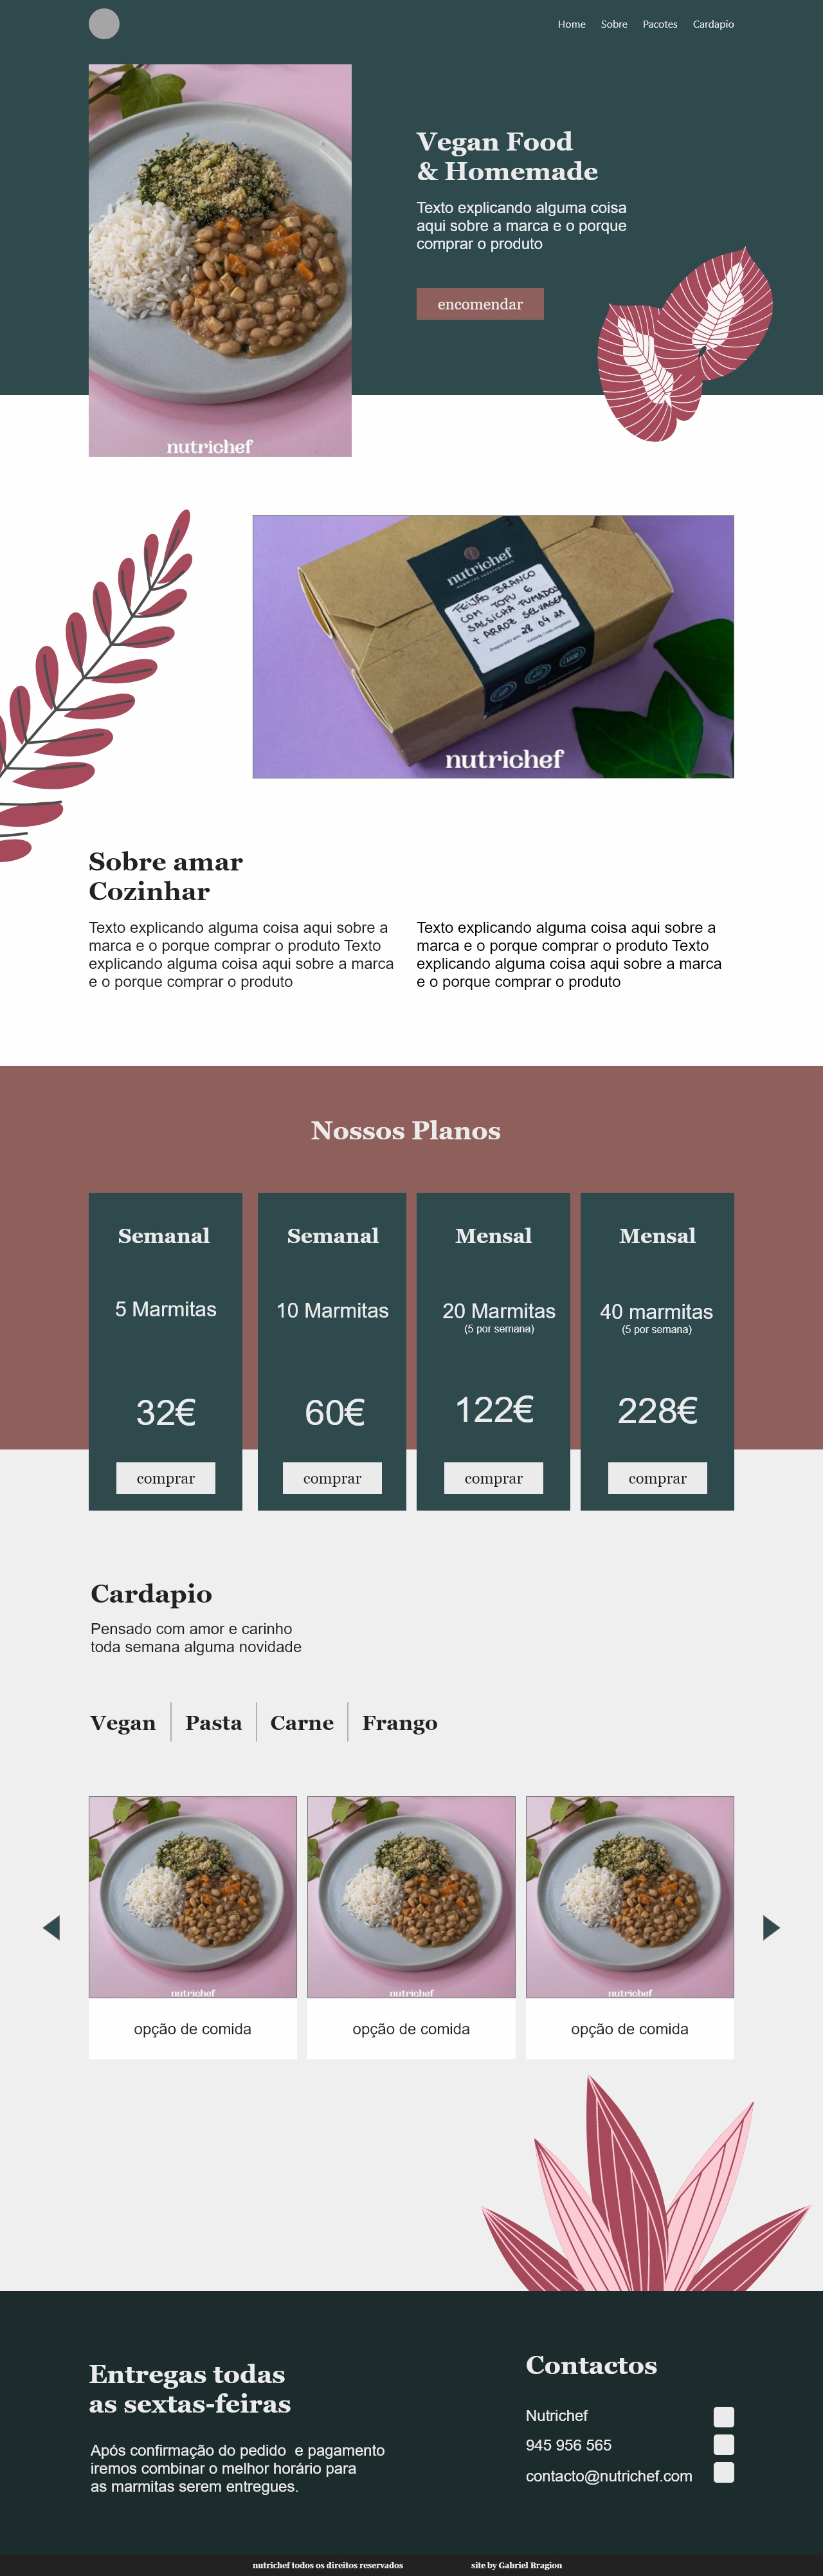 Home Sobre Pacotes Cardapio
Vegan Food
& Homemade
Texto explicando alguma coisa
aqui sobre a marca e o porque
comprar o produto
encomendar
nutrichef
nutrichef
FEIJÃO BRANCO
COM TOFU E
SALSICHA FUMADOS
+ ARROZ SELVAGEM
28 04 21
nutrichef
Sobre amar
Cozinhar
Texto explicando alguma coisa aqui sobre a
marca e o porque comprar o produto Texto
explicando alguma coisa aqui sobre a marca
e o porque comprar o produto
Texto explicando alguma coisa aqui sobre a
marca e o porque comprar o produto Texto
explicando alguma coisa aqui sobre a marca
e o porque comprar o produto
Nossos Planos
Semanal
5 Marmitas
32€
comprar
Semanal
10 Marmitas
60€
comprar
Mensal
20 Marmitas
(5 por semana)
122€
comprar
Mensal
40 marmitas
(5 por semana)
228€
comprar
Cardapio
Pensado com amor e carinho
toda semana alguma novidade
Vegan Pasta Carne Frango
nutrichef
opção de comida
nutrichef
opção de comida
nutrichef
opção de comida
Entregas todas
as sextas-feiras
Após confirmação do pedido e pagamento
iremos combinar o melhor horário para
as marmitas serem entregues.
Contactos
Nutrichef
945 956 565
contacto@nutrichef.com
nutrichef todos os direitos reservados
site by Gabriel Bragion